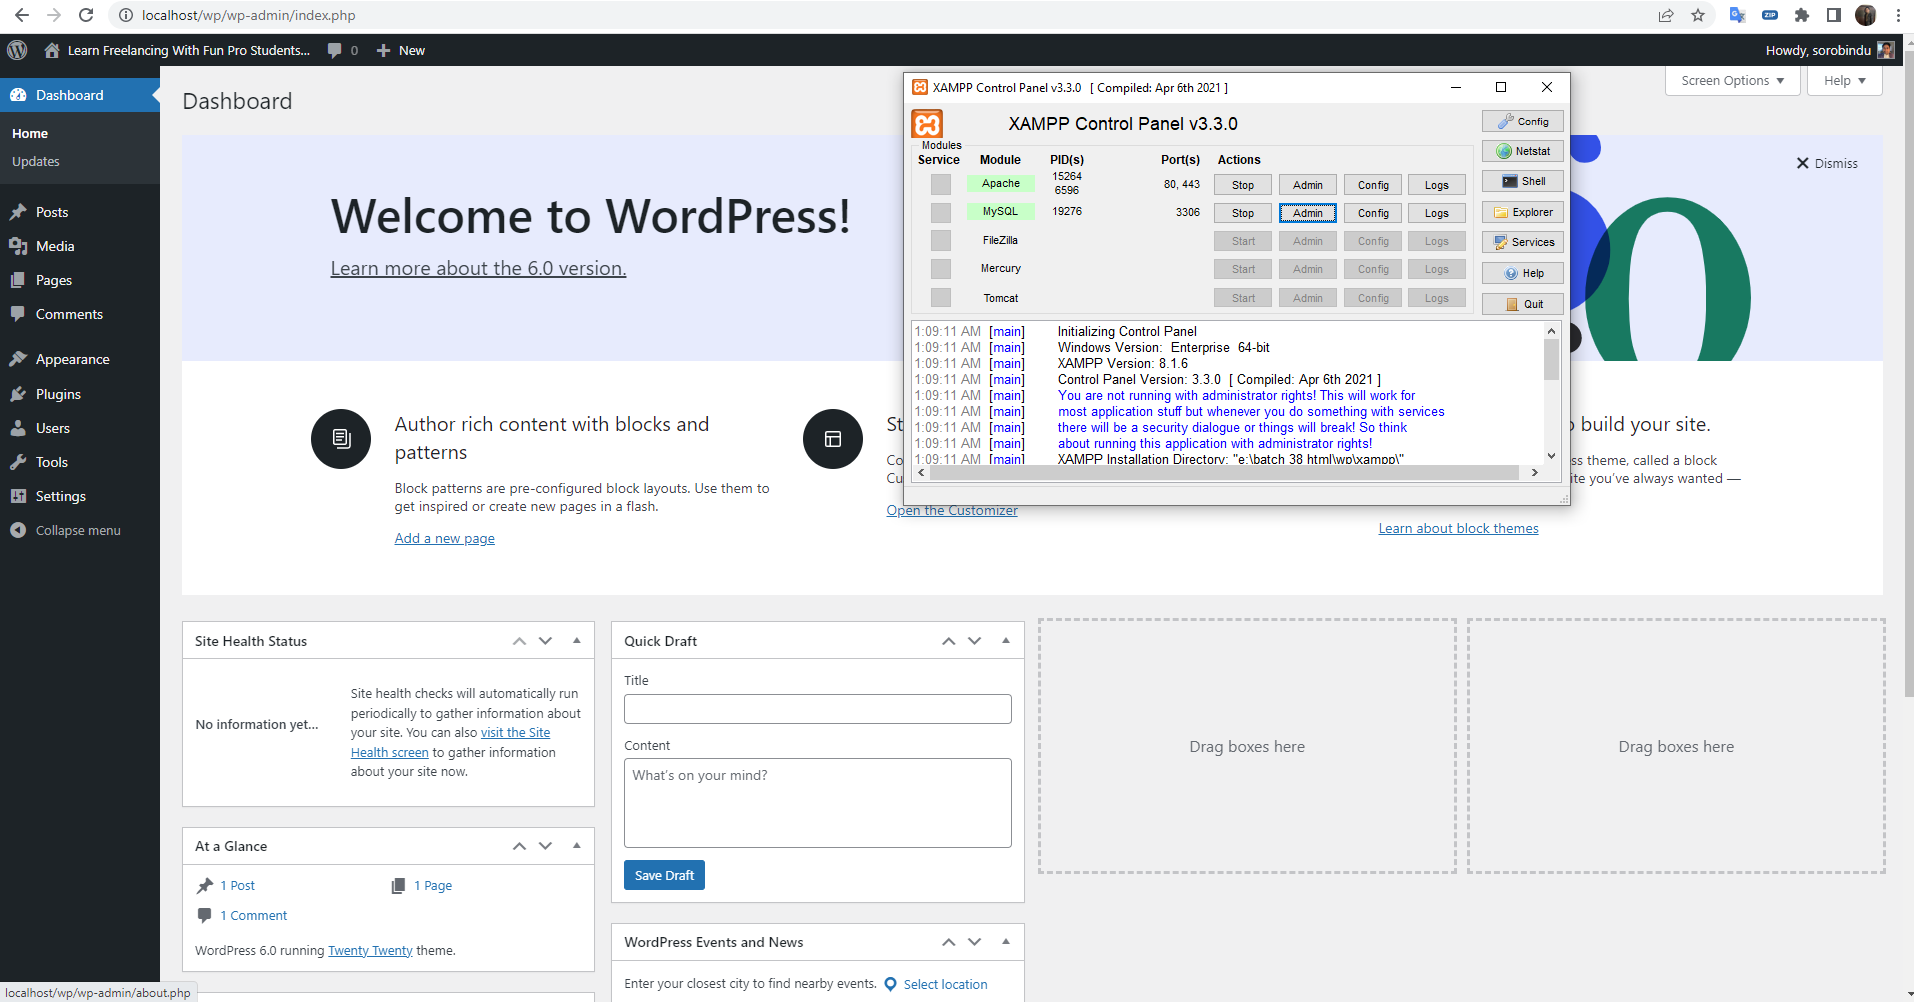 localhost/wp/wp-admin/index.php
Learn Freelancing With Fun Pro Students...
0
New
Howdy, sorobindu
Dashboard
Home
Updates
Posts
Media
Pages
Comments
Appearance
Plugins
Users
Tools
Settings
Collapse menu
Dashboard
Screen Options
Help
Welcome to WordPress!
Learn more about the 6.0 version.
Dismiss
Author rich content with blocks and
patterns
Block patterns are pre-configured block layouts. Use them to
get inspired or create new pages in a flash.
Add a new page
St
Co
Cu
Open the Customizer
build your site.
ss theme, called a block
ite you've always wanted —
Learn about block themes
XAMPP Control Panel v3.3.0 [ Compiled: Apr 6th 2021 ]
XAMPP Control Panel v3.3.0
Modules
Service Module PID(s) Port(s) Actions
Apache 15264 6596 80, 443 Stop Admin Config Logs
MySQL 19276 3306 Stop Admin Config Logs
FileZilla Start Admin Config Logs
Mercury Start Admin Config Logs
Tomcat Start Admin Config Logs
Config
Netstat
Shell
Explorer
Services
Help
Quit
1:09:11 AM [main] Initializing Control Panel
1:09:11 AM [main] Windows Version: Enterprise 64-bit
1:09:11 AM [main] XAMPP Version: 8.1.6
1:09:11 AM [main] Control Panel Version: 3.3.0 [ Compiled: Apr 6th 2021 ]
1:09:11 AM [main] You are not running with administrator rights! This will work for
1:09:11 AM [main] most application stuff but whenever you do something with services
1:09:11 AM [main] there will be a security dialogue or things will break! So think
1:09:11 AM [main] about running this application with administrator rights!
1:09:11 AM [main] XAMPP Installation Directory: "e:\batch 38 html\wp\xampp\"
Site Health Status
No information yet...
Site health checks will automatically run
periodically to gather information about
your site. You can also visit the Site
Health screen to gather information
about your site now.
At a Glance
1 Post
1 Page
1 Comment
WordPress 6.0 running Twenty Twenty theme.
Quick Draft
Title
Content
What's on your mind?
Save Draft
WordPress Events and News
Enter your closest city to find nearby events. Select location
Drag boxes here
Drag boxes here
localhost/wp/wp-admin/about.php